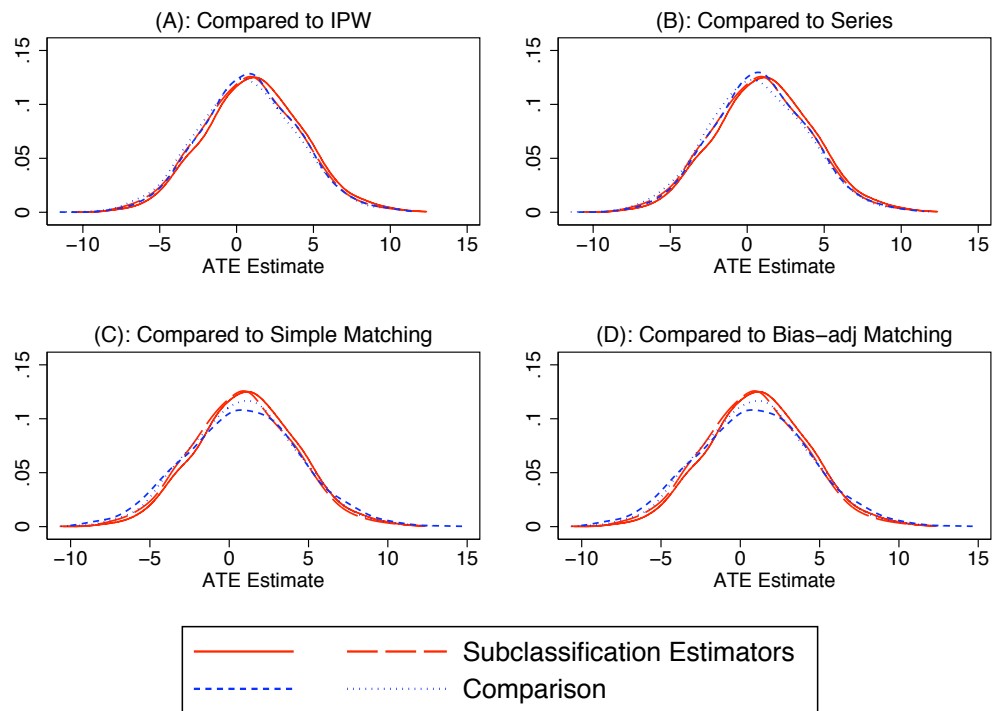 (A): Compared to IPW
.15
.1
.05
0
−10 −5 0 5 10 15
ATE Estimate
(B): Compared to Series
.15
.1
.05
0
−10 −5 0 5 10 15
ATE Estimate
(C): Compared to Simple Matching
.15
.1
.05
0
−10 −5 0 5 10 15
ATE Estimate
(D): Compared to Bias−adj Matching
.15
.1
.05
0
−10 −5 0 5 10 15
ATE Estimate
Subclassification Estimators
Comparison